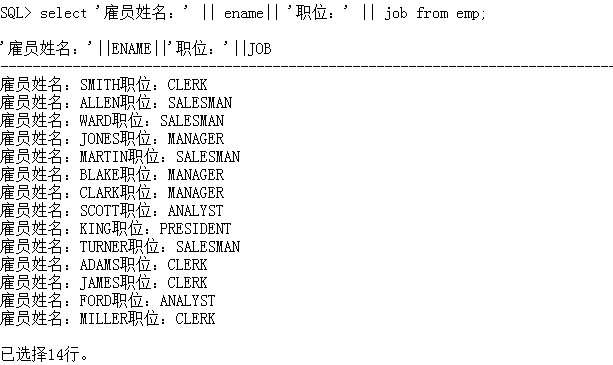 SQL> select '雇员姓名：' || ename|| '职位：' || job from emp;
'雇员姓名：'||ENAME||'职位：'||JOB
--------------------------------------------------------------------------------
雇员姓名：SMITH职位：CLERK
雇员姓名：ALLEN职位：SALESMAN
雇员姓名：WARD职位：SALESMAN
雇员姓名：JONES职位：MANAGER
雇员姓名：MARTIN职位：SALESMAN
雇员姓名：BLAKE职位：MANAGER
雇员姓名：CLARK职位：MANAGER
雇员姓名：SCOTT职位：ANALYST
雇员姓名：KING职位：PRESIDENT
雇员姓名：TURNER职位：SALESMAN
雇员姓名：ADAMS职位：CLERK
雇员姓名：JAMES职位：CLERK
雇员姓名：FORD职位：ANALYST
雇员姓名：MILLER职位：CLERK
已选择14行。